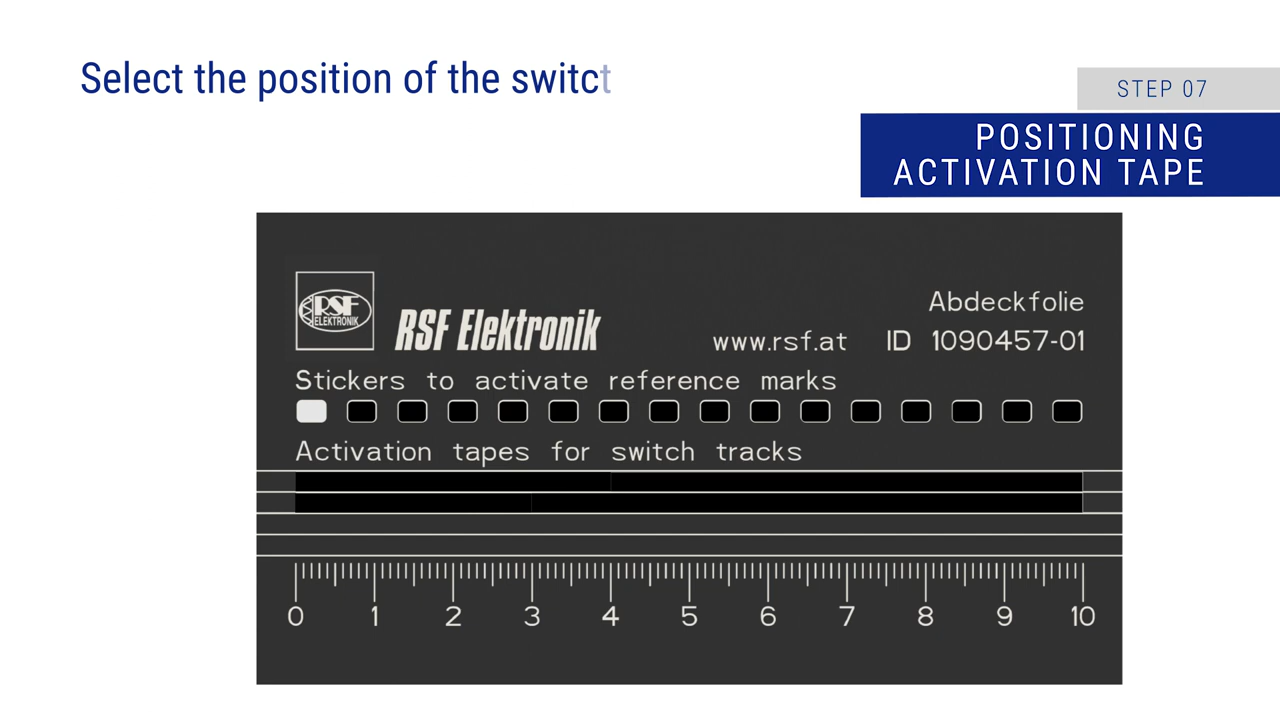 Select the position of the switct
STEP 07
POSITIONING
ACTIVATION TAPE
RSF
ELEKTRONIK
RSF Elektronik
Abdeckfolie
www.rsf.at ID 1090457-01
Stickers to activate reference marks
Activation tapes for switch tracks
0 1 2 3 4 5 6 7 8 9 10